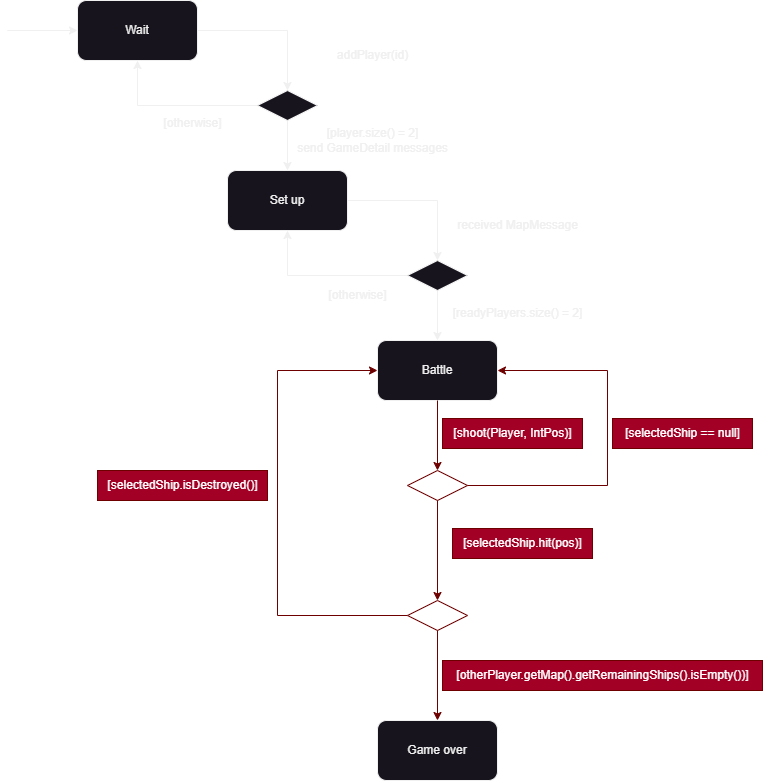 Wait
addPlayer(id)
[otherwise]
[player.size() = 2]
send GameDetail messages
Set up
received MapMessage
[otherwise]
[readyPlayers.size() = 2]
Battle
[shoot(Player, IntPos)]
[selectedShip == null]
[selectedShip.isDestroyed()]
[selectedShip.hit(pos)]
[otherPlayer.getMap().getRemainingShips().isEmpty())]
Game over